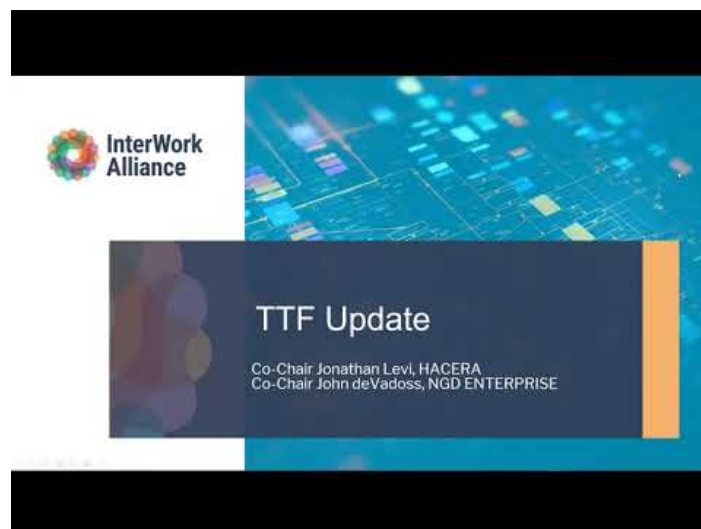 InterWork
Alliance
TTF Update
Co-Chair Jonathan Levi, HACERA
Co-Chair John deVadoss, NGD ENTERPRISE